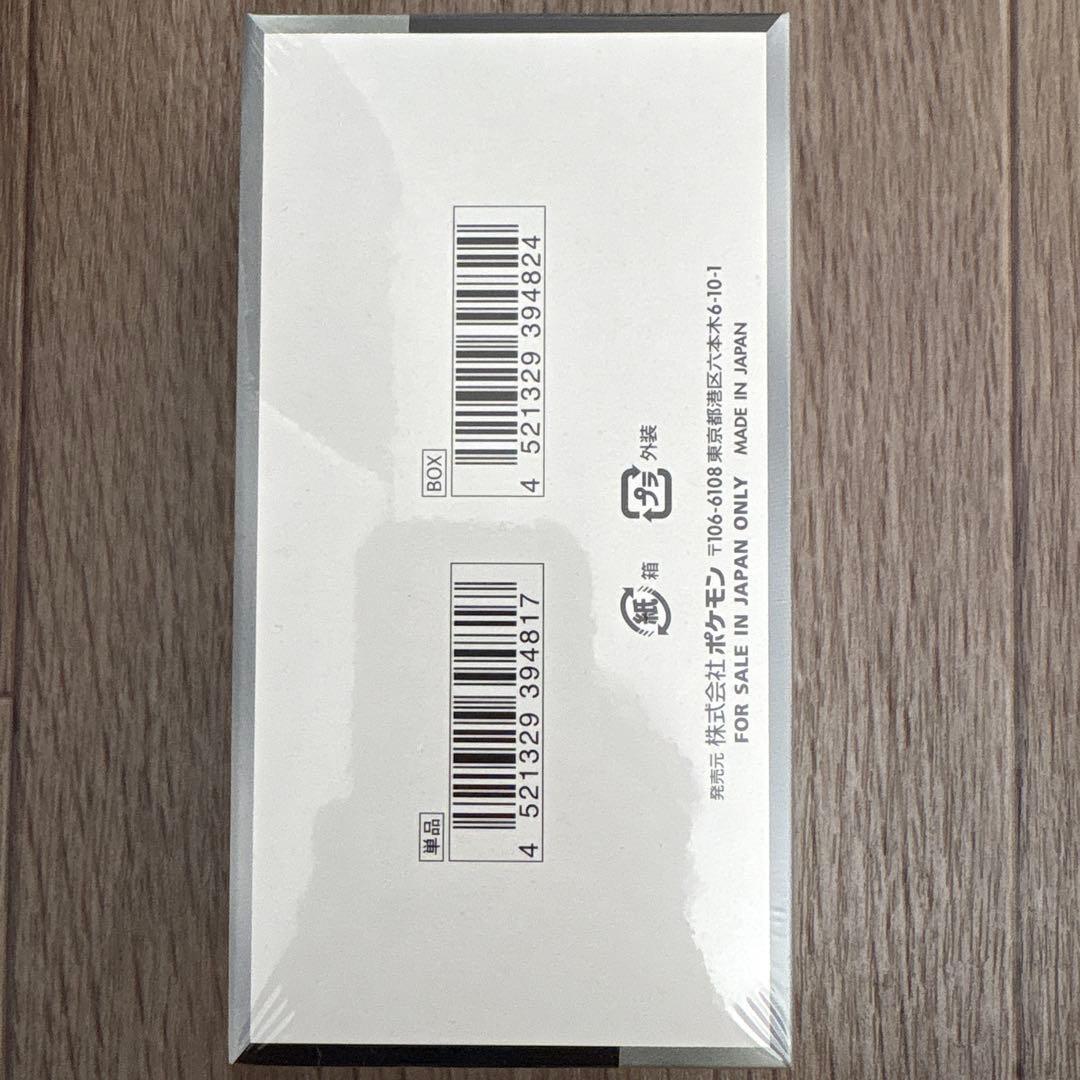 単品
4 521329 394817
BOX
4 521329 394824
紙 箱
プラ 外装
発売元 株式会社 ポケモン 〒106-6108 東京都港区六本木6-10-1
FOR SALE IN JAPAN ONLY MADE IN JAPAN